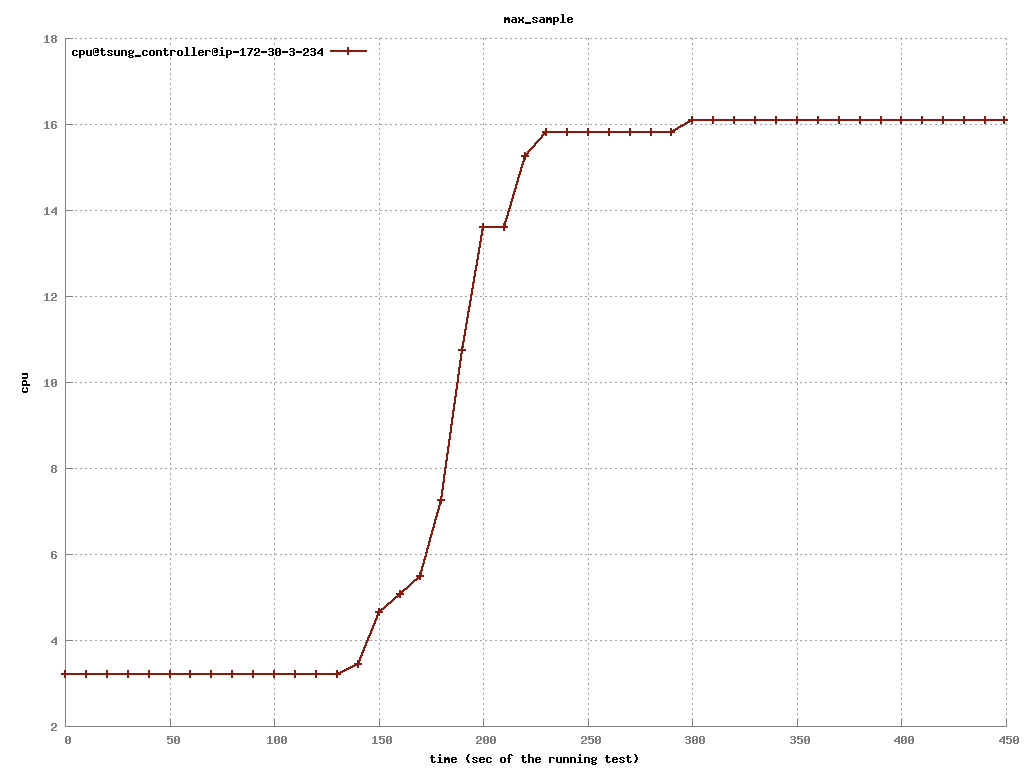 max_sample
18
cpu@tsung_controller@ip-172-30-3-234
16
14
12
10
cpu
8
6
4
2
0 50 100 150 200 250 300 350 400 450
time (sec of the running test)